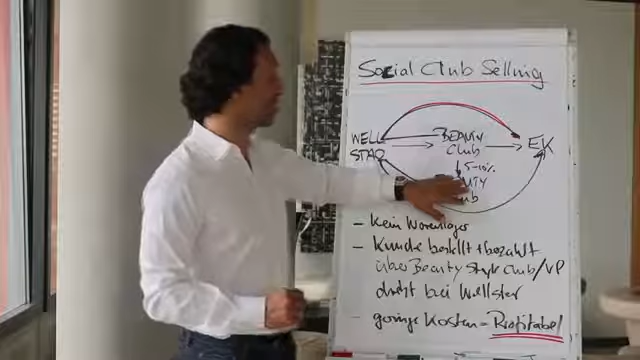 Social Club Selling
WELL
STAR
BEAUTY
Club
EK
5-10%
– Kein Warenlager
– Kunde bestellt + bezahlt
über Beauty Style Club/VP
direkt bei Wellstar
– geringe Kosten = Profitabel